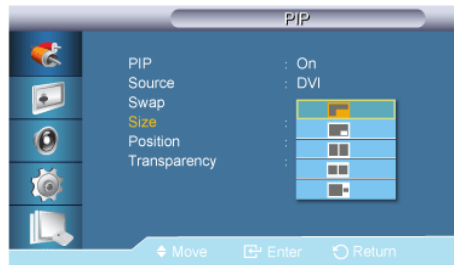 PIP
PIP : On
Source : DVI
Swap
Size :
Position :
Transparency :
Move Enter Return